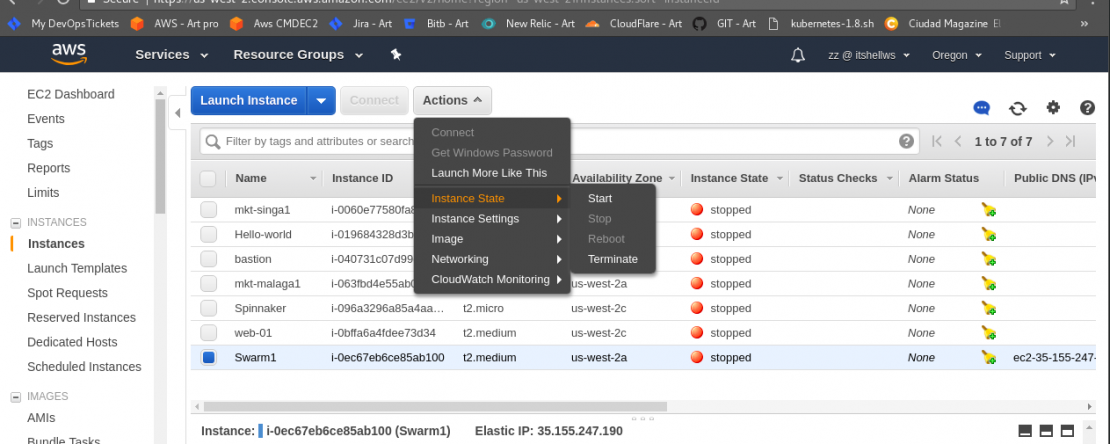 Secure https://us-west-2.console.aws.amazon.com/ec2/v2/home?region=us-west-2#Instances:sort=instanceId
My DevOpsTickets AWS - Art pro Aws CMDEC2 Jira - Art Bitb - Art New Relic - Art CloudFlare - Art GIT - Art kubernetes-1.8.sh Ciudad Magazine El »
aws Services Resource Groups zz @ itshellws Oregon Support
EC2 Dashboard
Events
Tags
Reports
Limits
INSTANCES
Instances
Launch Templates
Spot Requests
Reserved Instances
Dedicated Hosts
Scheduled Instances
IMAGES
AMIs
Bundle Tasks
Launch Instance Connect Actions
Filter by tags and attributes or search 1 to 7 of 7
Connect
Get Windows Password
Launch More Like This
Instance State
Instance Settings
Image
Networking
CloudWatch Monitoring
Start
Stop
Reboot
Terminate
Name Instance ID Availability Zone Instance State Status Checks Alarm Status Public DNS (IPv
mkt-singa1 i-0060e77580fa8 stopped None
Hello-world i-019684328d3b stopped None
bastion i-040731c07d99 stopped None
mkt-malaga1 i-063fbd4e55ab0 us-west-2a stopped None
Spinnaker i-096a3296a85a4aa... t2.micro us-west-2c stopped None
web-01 i-0bffa6a4fdee73d34 t2.medium us-west-2c stopped None
Swarm1 i-0ec67eb6ce85ab100 t2.medium us-west-2a stopped None ec2-35-155-247-
Instance: i-0ec67eb6ce85ab100 (Swarm1) Elastic IP: 35.155.247.190